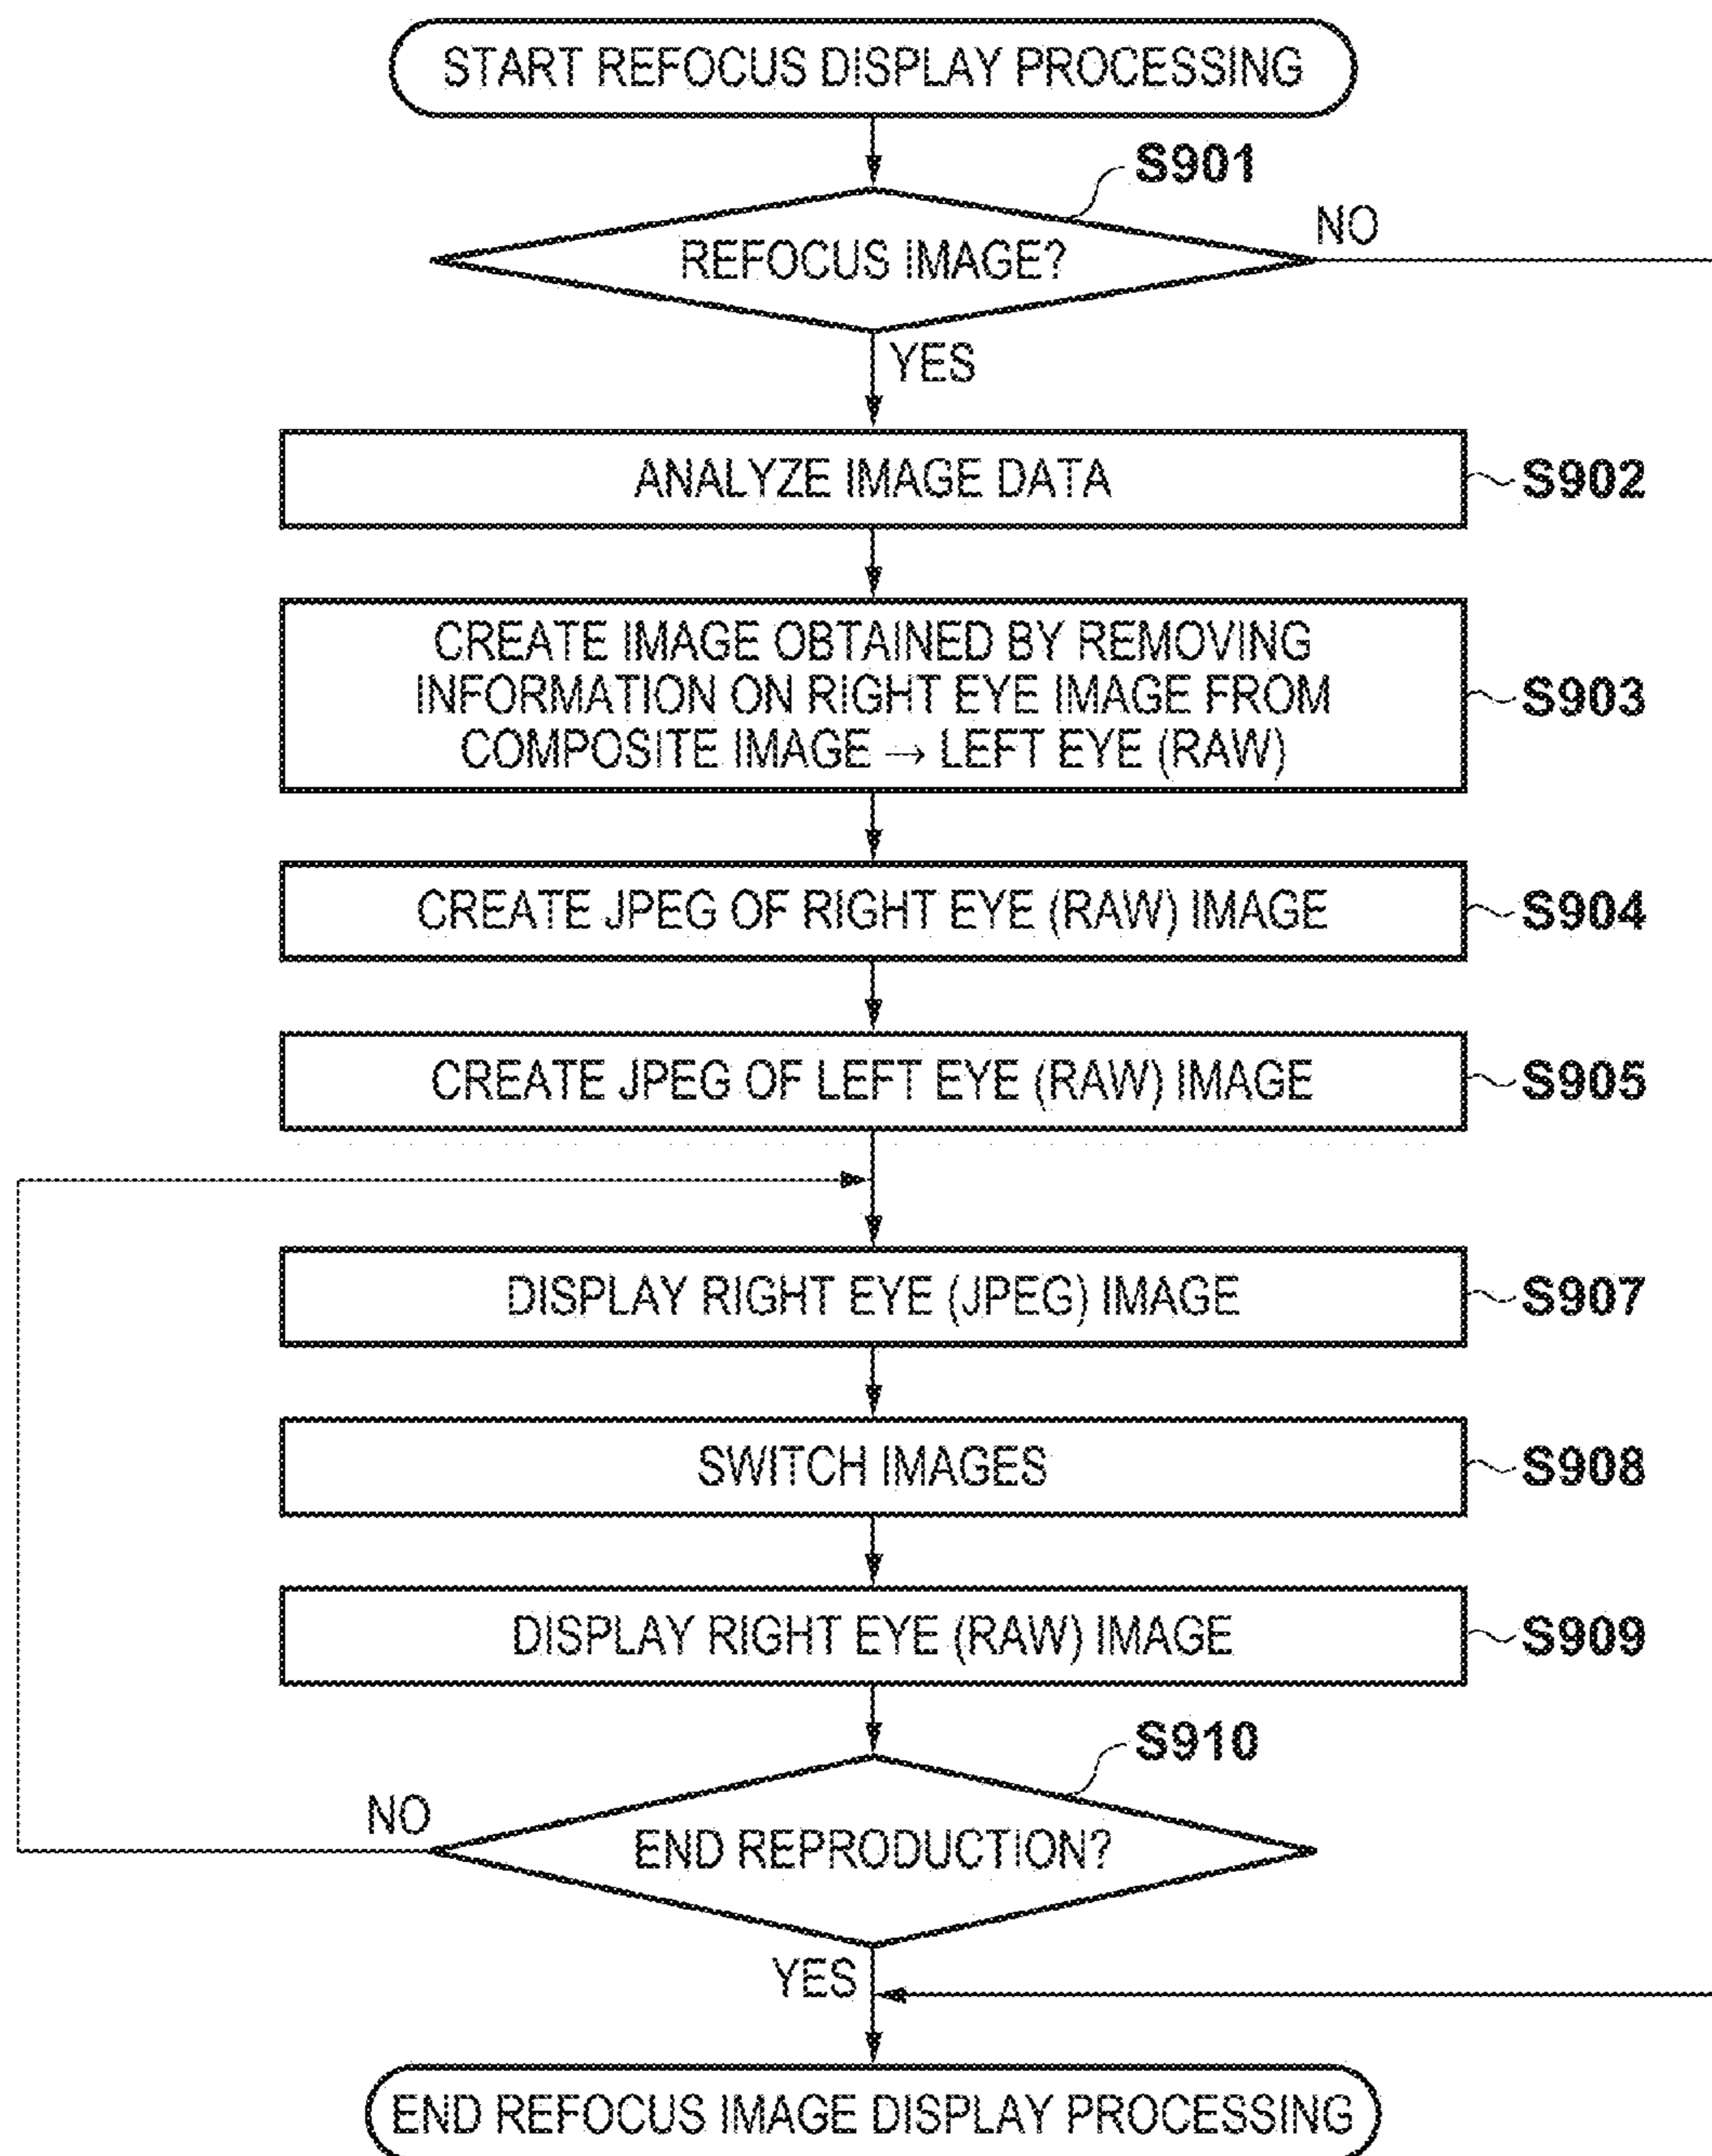 START REFOCUS DISPLAY PROCESSING
S901
REFOCUS IMAGE?
NO
YES
ANALYZE IMAGE DATA
S902
CREATE IMAGE OBTAINED BY REMOVING
INFORMATION ON RIGHT EYE IMAGE FROM
COMPOSITE IMAGE → LEFT EYE (RAW)
S903
CREATE JPEG OF RIGHT EYE (RAW) IMAGE
S904
CREATE JPEG OF LEFT EYE (RAW) IMAGE
S905
DISPLAY RIGHT EYE (JPEG) IMAGE
S907
SWITCH IMAGES
S908
DISPLAY RIGHT EYE (RAW) IMAGE
S909
S910
NO
END REPRODUCTION?
YES
END REFOCUS IMAGE DISPLAY PROCESSING